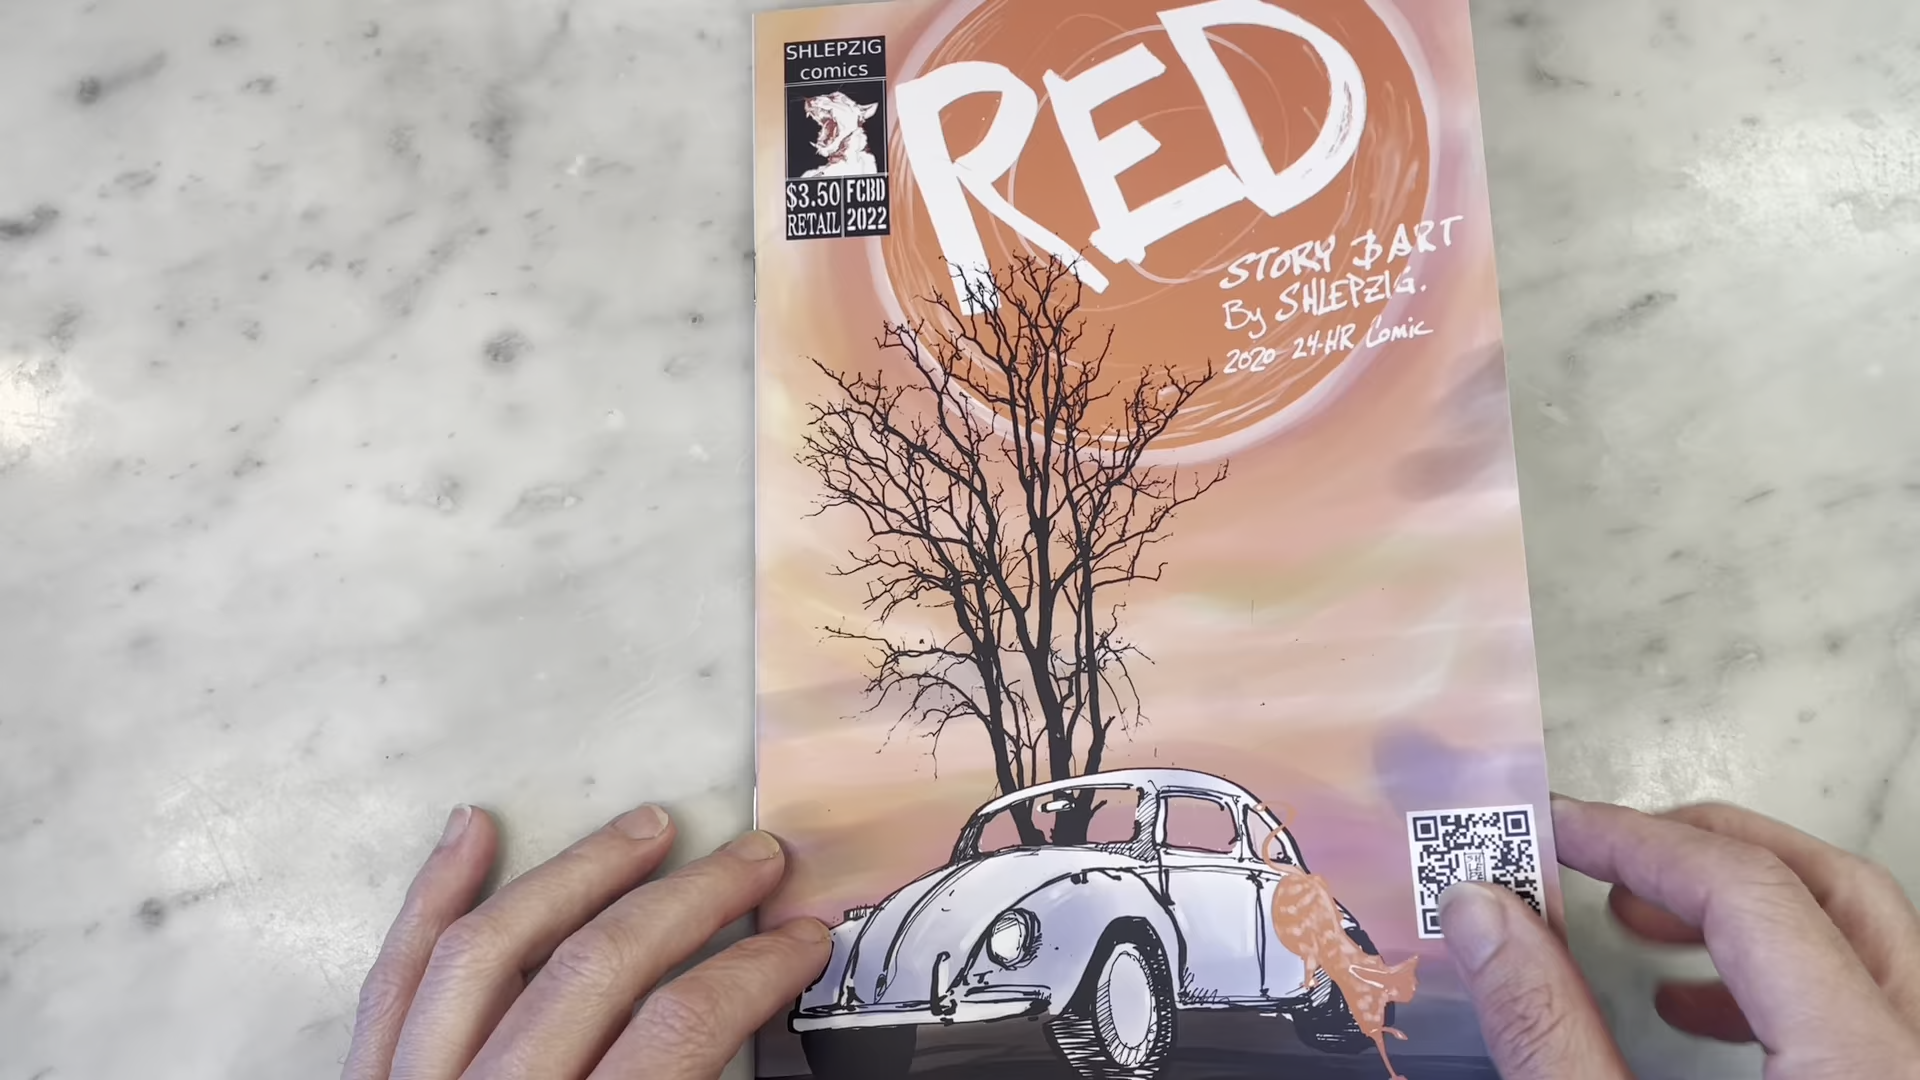 SHLEPZIG
comics
$3.50
RETAIL
FCBD
2022
RED
STORY & ART
By SHLEPZIG.
2020 24-HR Comic